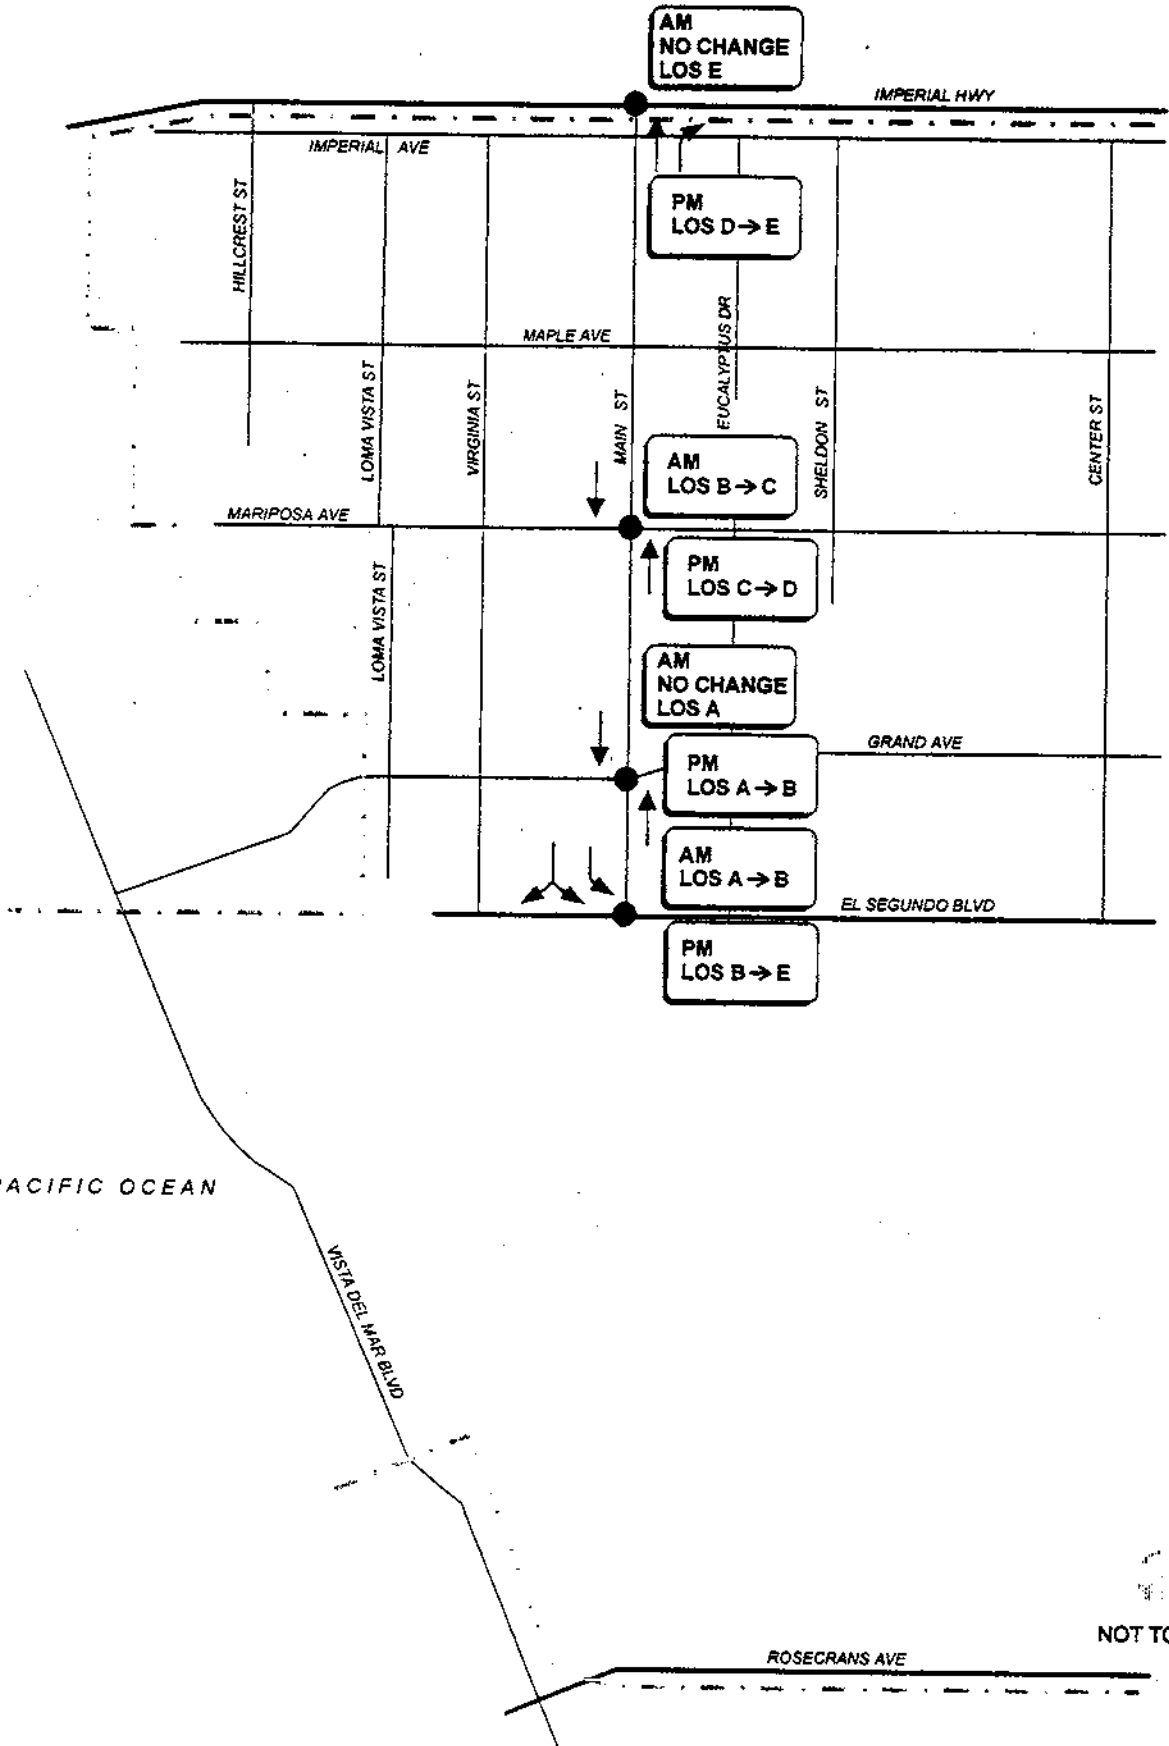 AM
NO CHANGE
LOS E
IMPERIAL HWY
IMPERIAL AVE
PM
LOS D→E
HILLCREST ST
EUCALYPTUS DR
MAPLE AVE
LOMA VISTA ST
VIRGINIA ST
MAIN ST
SHELDON ST
CENTER ST
AM
LOS B→C
MARIPOSA AVE
PM
LOS C→D
LOMA VISTA ST
AM
NO CHANGE
LOS A
GRAND AVE
PM
LOS A→B
AM
LOS A→B
EL SEGUNDO BLVD
PM
LOS B→E
PACIFIC OCEAN
VISTA DEL MAR BLVD
NOT TO
ROSECRANS AVE